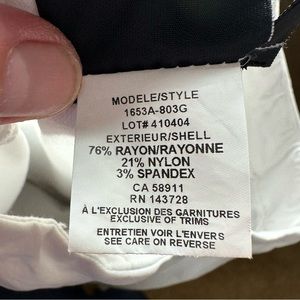 MODELE/STYLE
1653A-803G
LOT# 410404
EXTERIEUR/SHELL
76% RAYON/RAYONNE
21% NYLON
3% SPANDEX
CA 58911
RN 143728
À L'EXCLUSION DES GARNITURES
EXCLUSIVE OF TRIMS
ENTRETIEN VOIR L'ENVERS
SEE CARE ON REVERSE